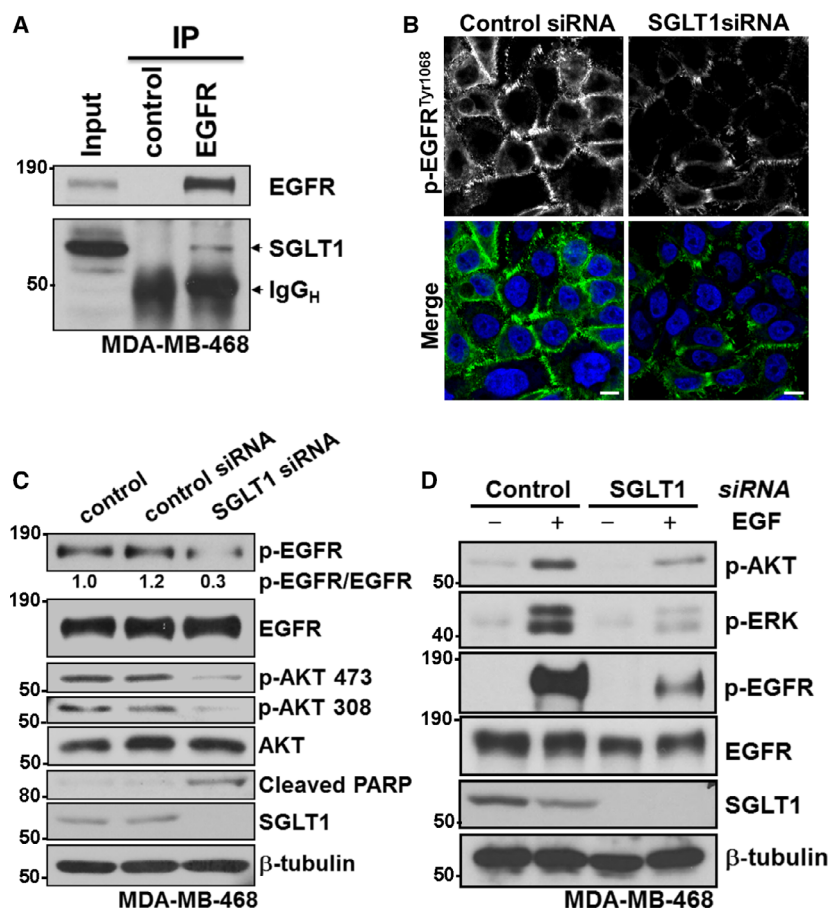 A
IP
Input
control
EGFR
190
EGFR
SGLT1
50
IgGH
MDA-MB-468
B
Control siRNA
SGLT1siRNA
p-EGFRTyr1068
Merge
C
control
control siRNA
SGLT1 siRNA
190
p-EGFR
1.0 1.2 0.3 p-EGFR/EGFR
190
EGFR
p-AKT 473
50
p-AKT 308
50
AKT
50
Cleaved PARP
80
SGLT1
50
β-tubulin
50
MDA-MB-468
D
Control SGLT1 siRNA
− + − + EGF
p-AKT
50
p-ERK
40
190
p-EGFR
190
EGFR
SGLT1
50
β-tubulin
50
MDA-MB-468